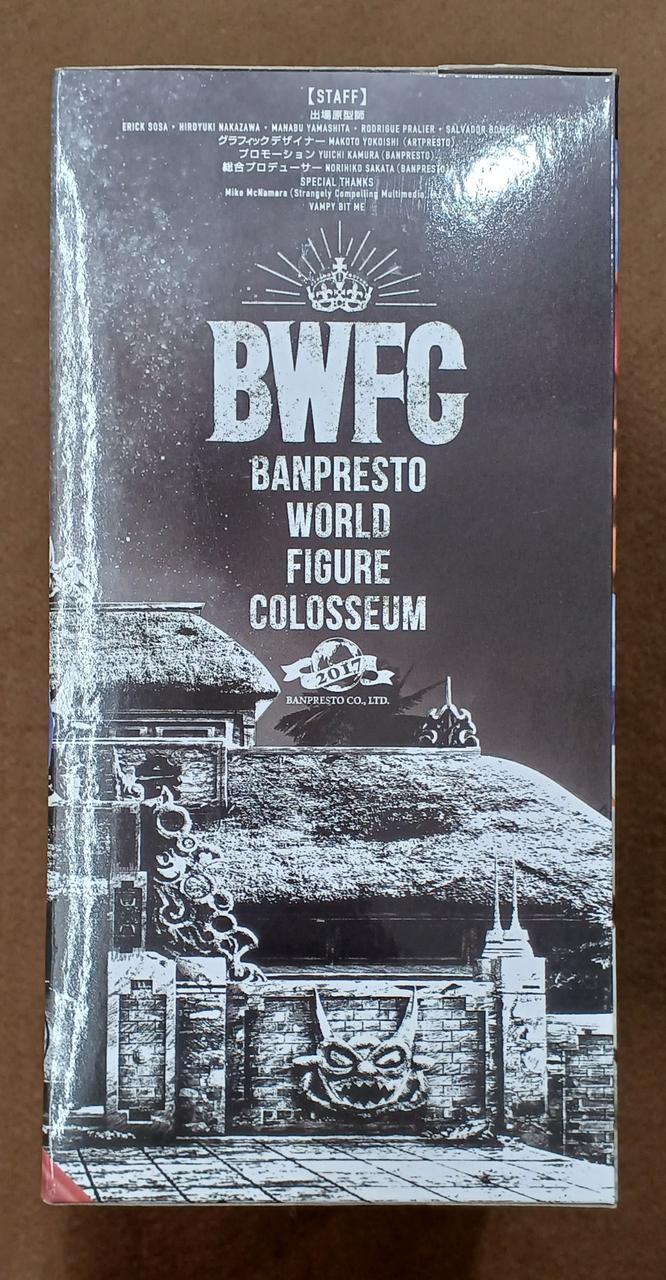 【STAFF】
出場原型師
ERICK SOSA・HIROYUKI NAKAZAWA・MANABU YAMASHITA・RODRIGUE PRALIER・SALVADOR
グラフィックデザイナー MAKOTO YOKOISHI (ARTPRESTO)
プロモーション YUICHI KAMURA (BANPRESTO)
総合プロデューサー NORIHIKO SAKATA (BANPRESTO)
SPECIAL THANKS
Mike McNamara (Strangely Compelling Multimedia
VAMPY BIT ME
BWFC
BANPRESTO
WORLD
FIGURE
COLOSSEUM
2017
BANPRESTO CO., LTD.